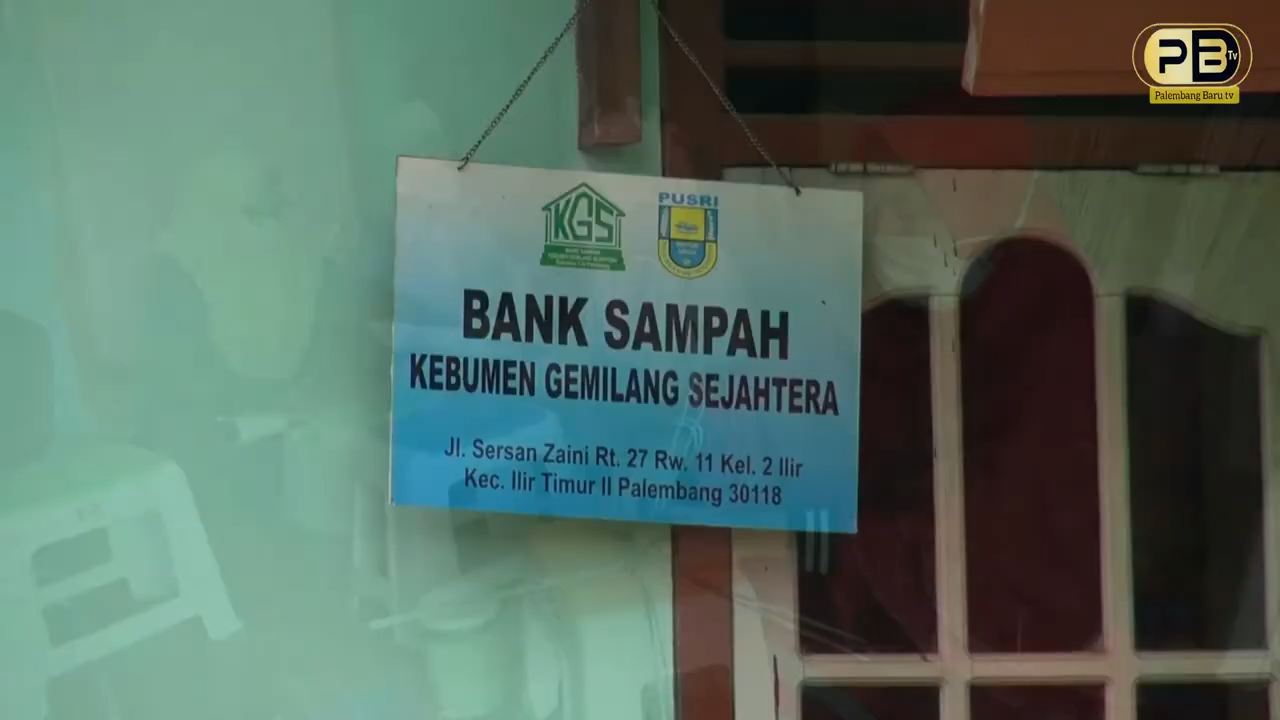 PB Tv
Palembang Baru tv
KGS
PUSRI
BANK SAMPAH
KEBUMEN GEMILANG SEJAHTERA
Jl. Sersan Zaini Rt. 27 Rw. 11 Kel. 2 Ilir
Kec. Ilir Timur II Palembang 30118